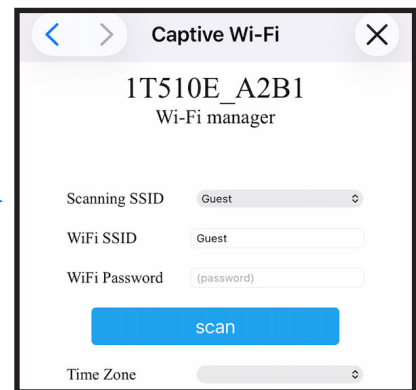 Captive Wi-Fi
1T510E_A2B1
Wi-Fi manager
Scanning SSID Guest
WiFi SSID Guest
WiFi Password (password)
scan
Time Zone